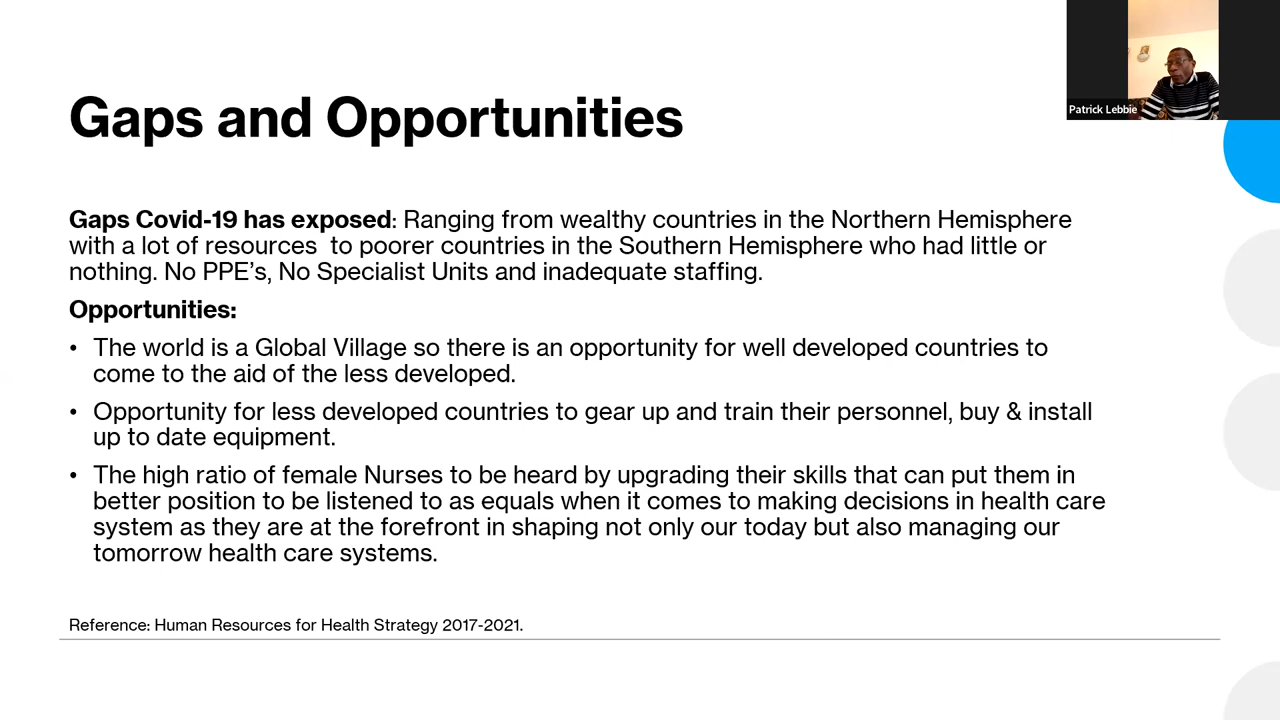 Patrick Lebbie
Gaps and Opportunities
Gaps Covid-19 has exposed: Ranging from wealthy countries in the Northern Hemisphere
with a lot of resources  to poorer countries in the Southern Hemisphere who had little or
nothing. No PPE’s, No Specialist Units and inadequate staffing.
Opportunities:
• The world is a Global Village so there is an opportunity for well developed countries to
come to the aid of the less developed.
• Opportunity for less developed countries to gear up and train their personnel, buy & install
up to date equipment.
• The high ratio of female Nurses to be heard by upgrading their skills that can put them in
better position to be listened to as equals when it comes to making decisions in health care
system as they are at the forefront in shaping not only our today but also managing our
tomorrow health care systems.
Reference: Human Resources for Health Strategy 2017-2021.